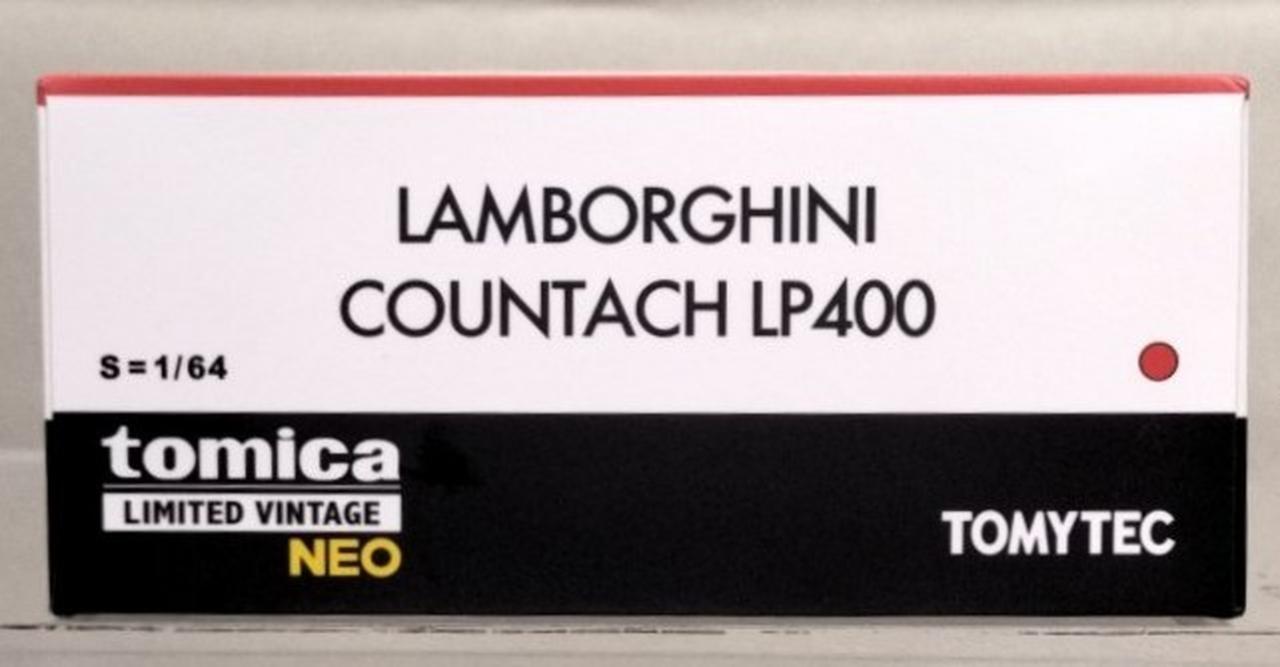 LAMBORGHINI
COUNTACH LP400
S=1/64
tomica
LIMITED VINTAGE
NEO
TOMYTEC